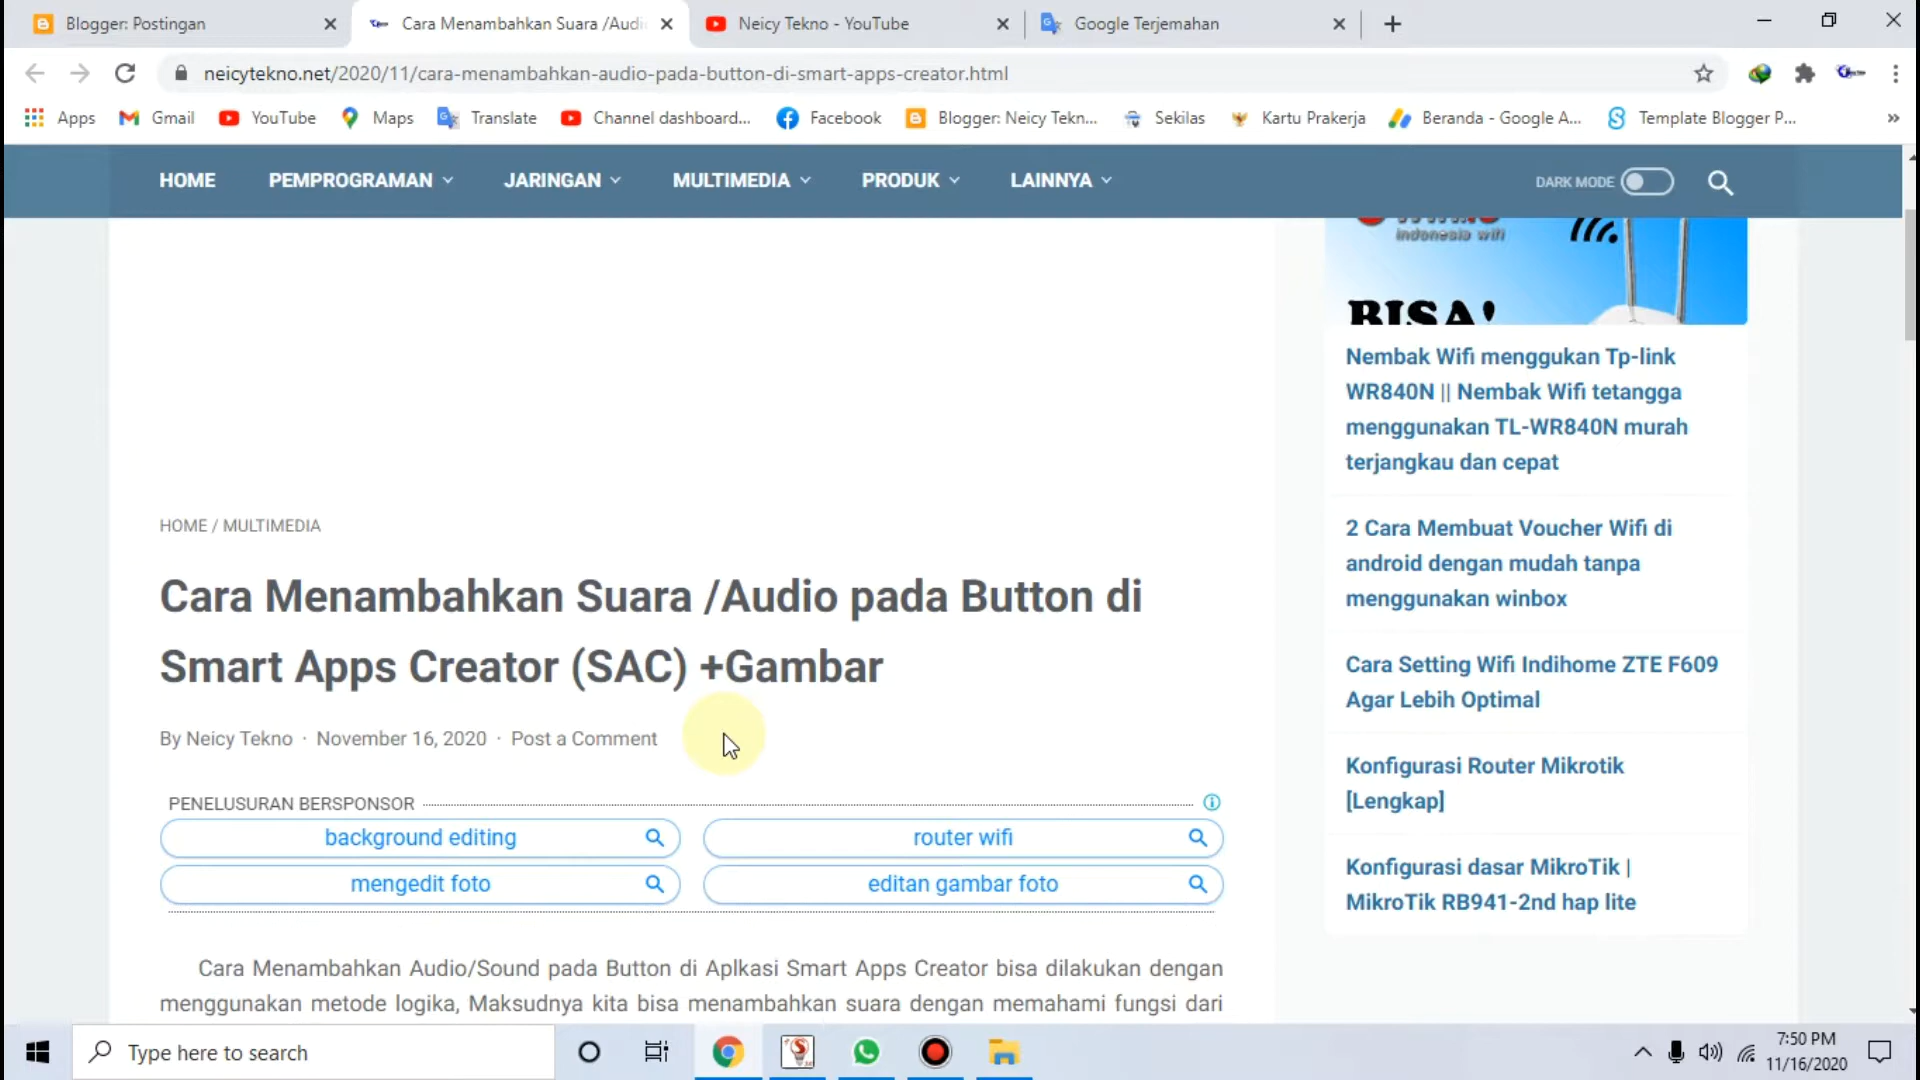 Blogger: Postingan
Cara Menambahkan Suara /Audi
Neicy Tekno - YouTube
Google Terjemahan
neicytekno.net/2020/11/cara-menambahkan-audio-pada-button-di-smart-apps-creator.html
Apps
Gmail
YouTube
Maps
Translate
Channel dashboard...
Facebook
Blogger: Neicy Tekn...
Sekilas
Kartu Prakerja
Beranda - Google A...
Template Blogger P...
»
HOME
PEMPROGRAMAN
JARINGAN
MULTIMEDIA
PRODUK
LAINNYA
DARK MODE
indonesia wifi
BISA!
Nembak Wifi menggukan Tp-link
WR840N || Nembak Wifi tetangga
menggunakan TL-WR840N murah
terjangkau dan cepat
2 Cara Membuat Voucher Wifi di
android dengan mudah tanpa
menggunakan winbox
Cara Setting Wifi Indihome ZTE F609
Agar Lebih Optimal
Konfigurasi Router Mikrotik
[Lengkap]
Konfigurasi dasar MikroTik |
MikroTik RB941-2nd hap lite
HOME / MULTIMEDIA
Cara Menambahkan Suara /Audio pada Button di
Smart Apps Creator (SAC) +Gambar
By Neicy Tekno · November 16, 2020 · Post a Comment
PENELUSURAN BERSPONSOR
background editing
router wifi
mengedit foto
editan gambar foto
Cara Menambahkan Audio/Sound pada Button di Aplkasi Smart Apps Creator bisa dilakukan dengan
menggunakan metode logika, Maksudnya kita bisa menambahkan suara dengan memahami fungsi dari
Type here to search
7:50 PM
11/16/2020